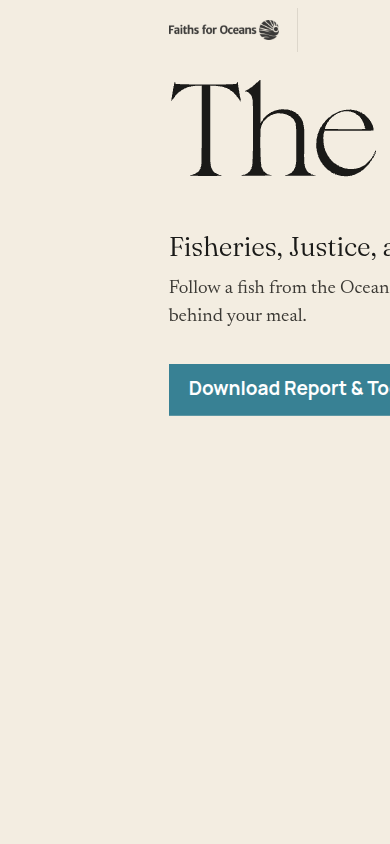 Faiths for Oceans
The
Fisheries, Justice, a
Follow a fish from the Ocean
behind your meal.
Download Report & To